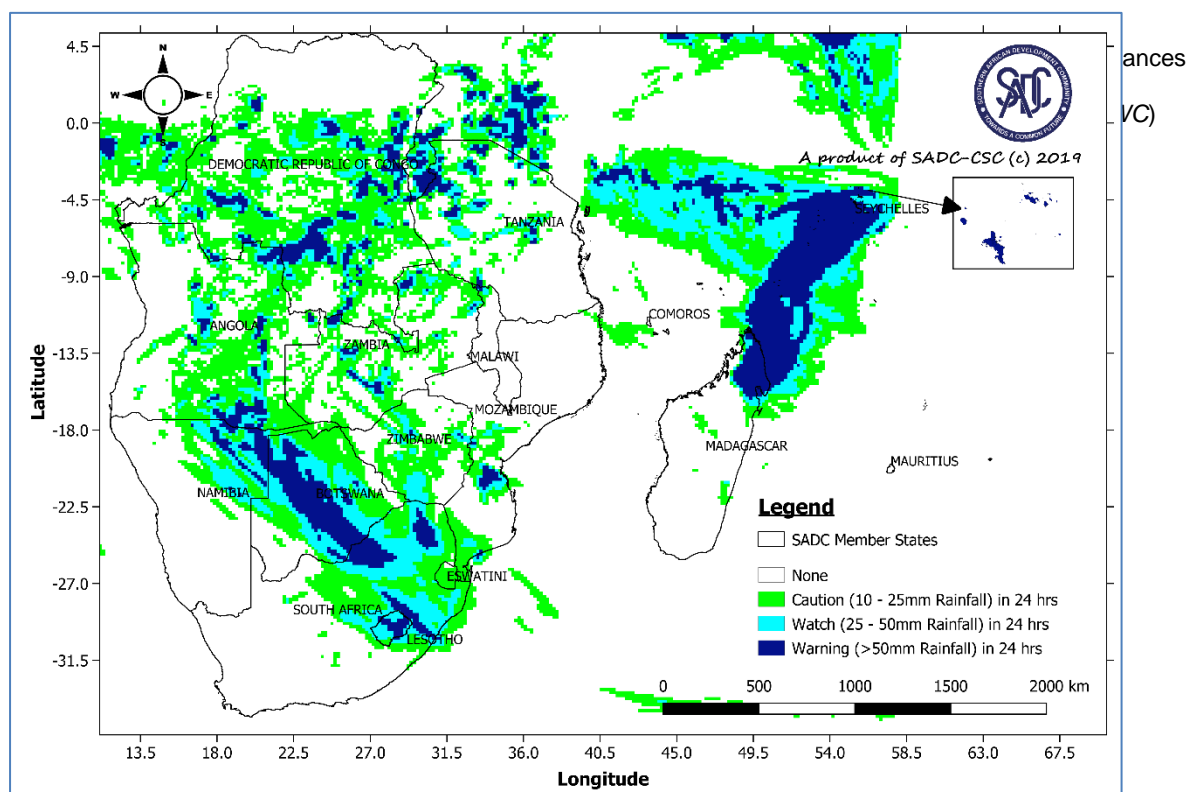 ances
VC)
N
W
E
S
SOUTHERN AFRICAN DEVELOPMENT COMMUNITY
SADC
TOWARDS A COMMON FUTURE
A product of SADC-CSC (c) 2019
DEMOCRATIC REPUBLIC OF CONGO
TANZANIA
SEYCHELLES
ANGOLA
COMOROS
ZAMBIA
MALAWI
MOZAMBIQUE
ZIMBABWE
MADAGASCAR
MAURITIUS
NAMIBIA
BOTSWANA
ESWATINI
SOUTH AFRICA
LESOTHO
Latitude
4.5
0.0
-4.5
-9.0
-13.5
-18.0
-22.5
-27.0
-31.5
Legend
SADC Member States
None
Caution (10 - 25mm Rainfall) in 24 hrs
Watch (25 - 50mm Rainfall) in 24 hrs
Warning (>50mm Rainfall) in 24 hrs
0 500 1000 1500 2000 km
13.5 18.0 22.5 27.0 31.5 36.0 40.5 45.0 49.5 54.0 58.5 63.0 67.5
Longitude